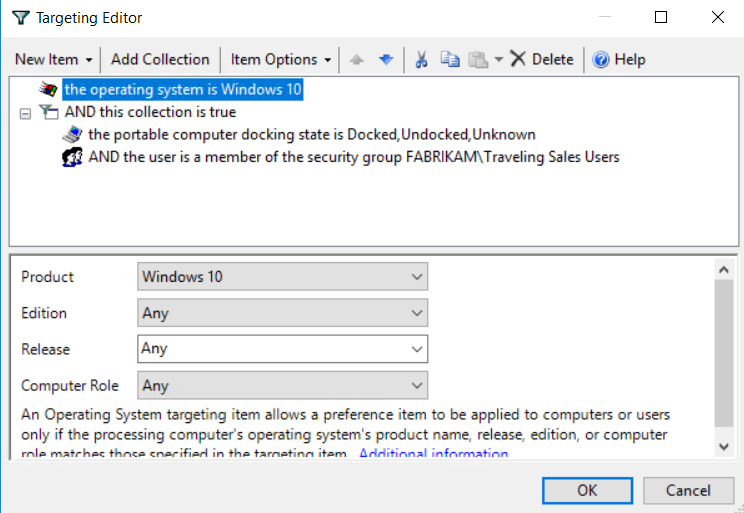 Targeting Editor
New Item Add Collection Item Options Delete Help
the operating system is Windows 10
AND this collection is true
the portable computer docking state is Docked,Undocked,Unknown
AND the user is a member of the security group FABRIKAM\Traveling Sales Users
Product Windows 10
Edition Any
Release Any
Computer Role Any
An Operating System targeting item allows a preference item to be applied to computers or users
only if the processing computer's operating system's product name, release, edition, or computer
role matches those specified in the targeting item. Additional information
OK Cancel